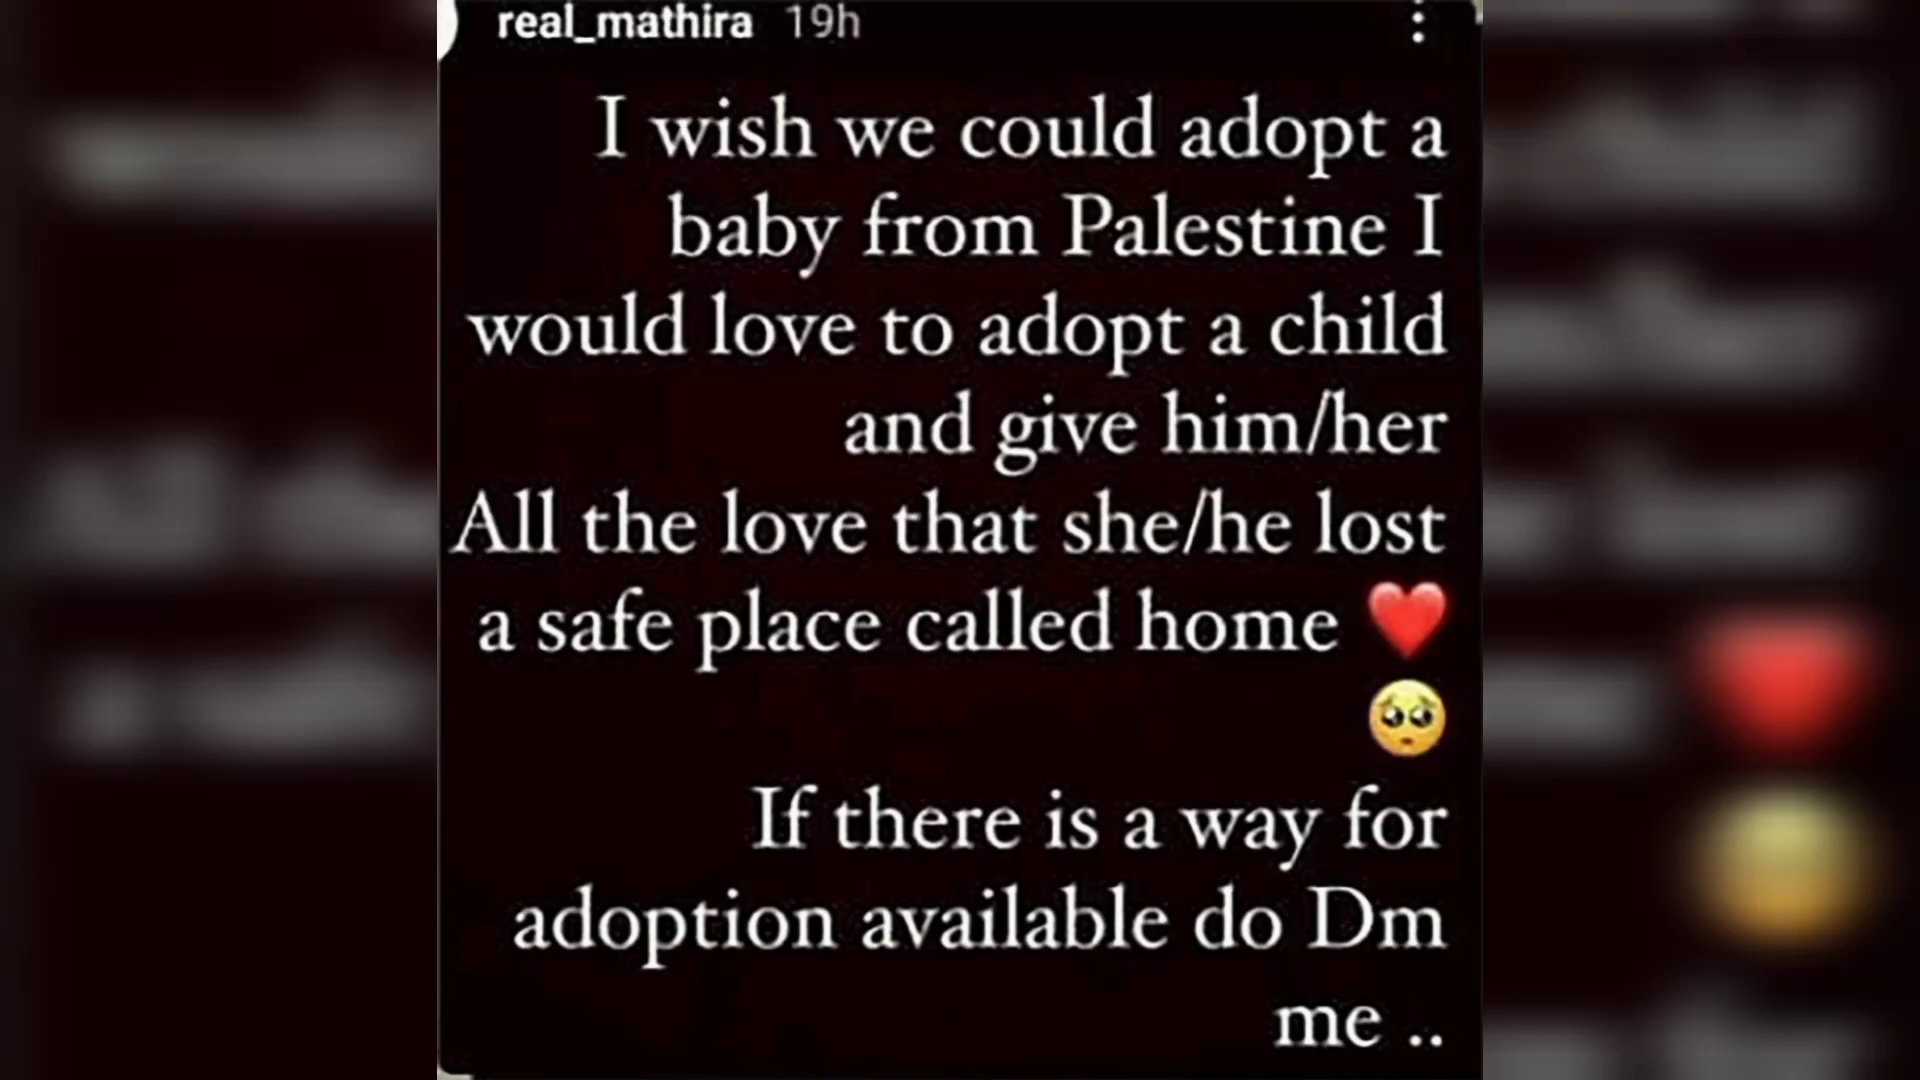 real_mathira 19h
I wish we could adopt a
baby from Palestine I
would love to adopt a child
and give him/her
All the love that she/he lost
a safe place called home ❤️
🥺
If there is a way for
adoption available do Dm
me ..